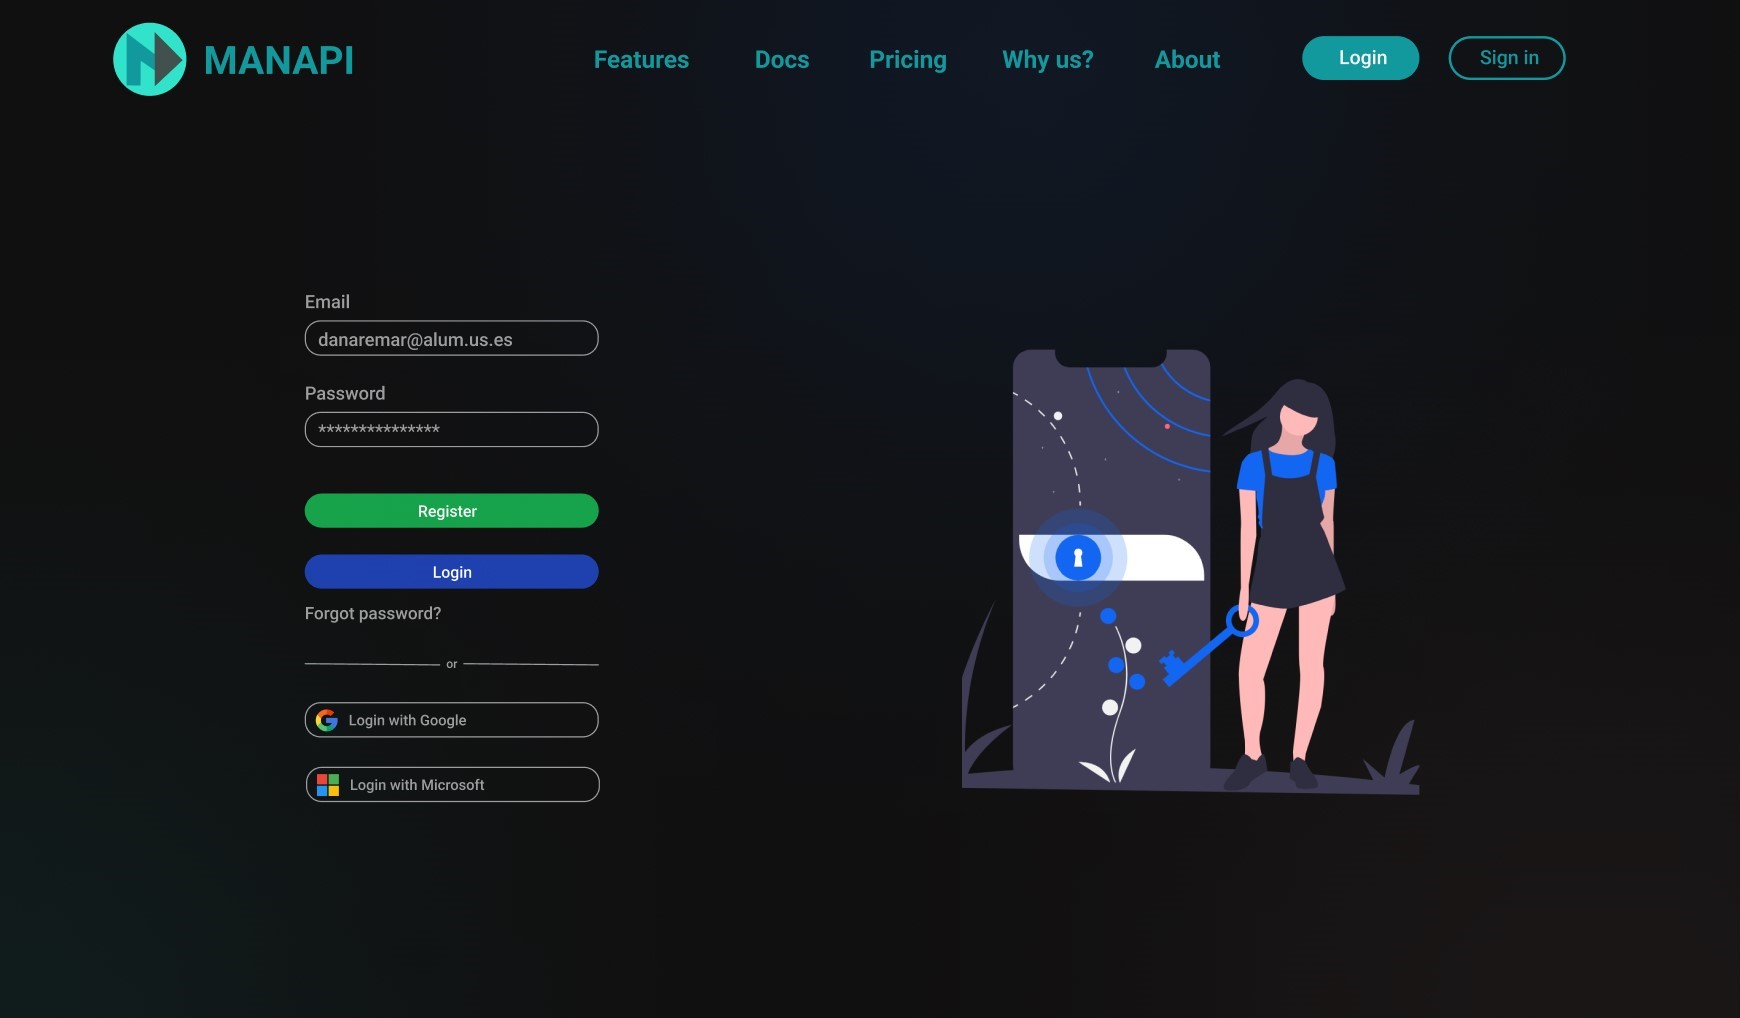 MANAPI
Features
Docs
Pricing
Why us?
About
Login
Sign in
Email
danaremar@alum.us.es
Password
***************
Register
Login
Forgot password?
or
Login with Google
Login with Microsoft